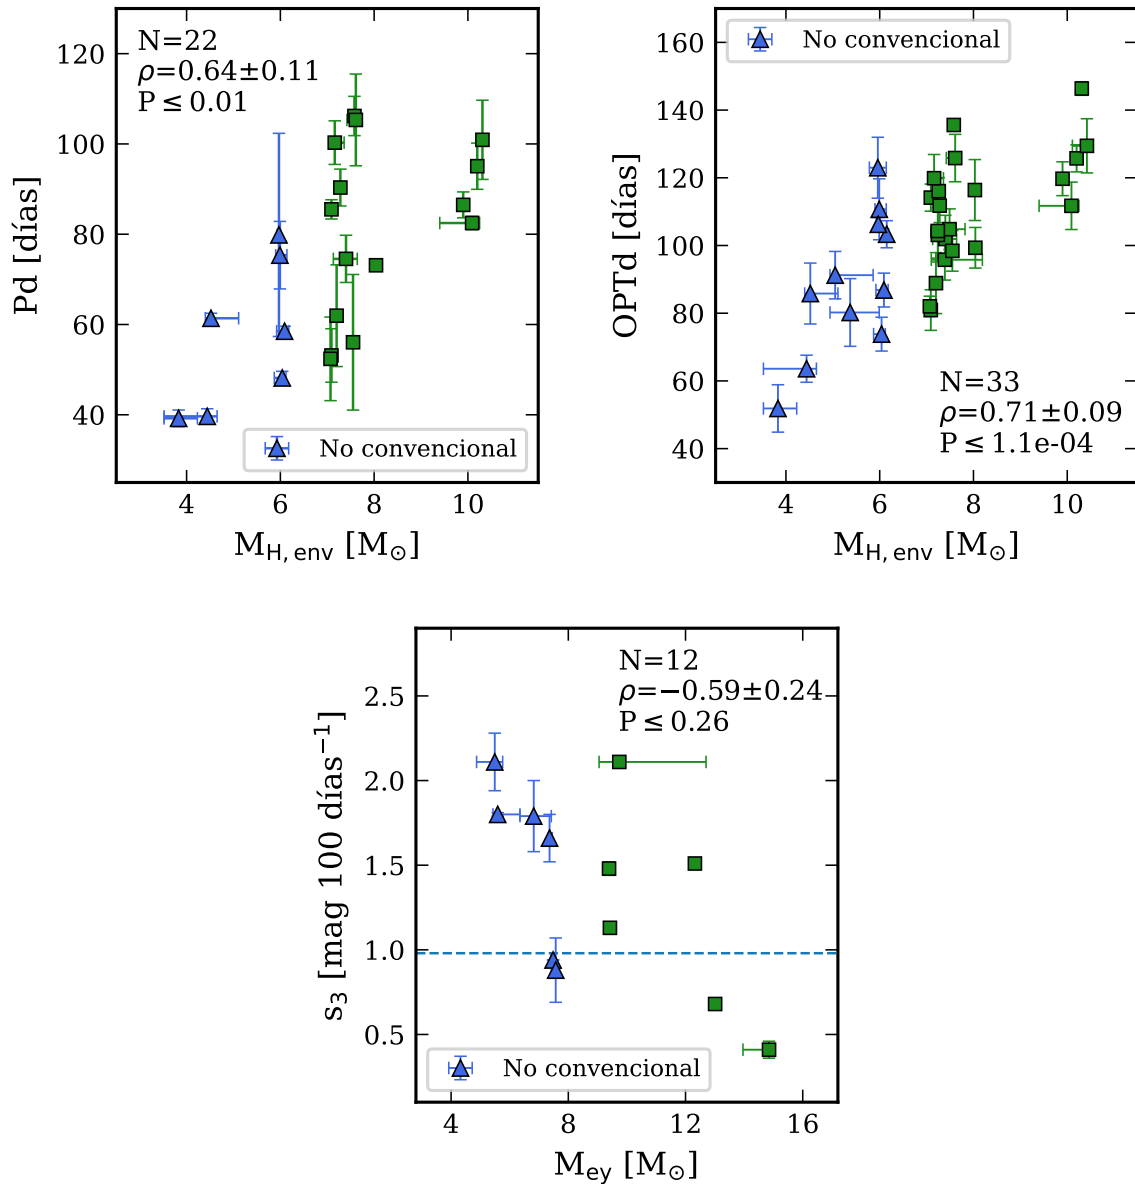 N=22
ρ=0.64±0.11
P ≤ 0.01
120
100
80
60
40
Pd [días]
No convencional
4 6 8 10
M_H, env [M_⊙]
No convencional
160
140
120
100
80
60
40
OPTd [días]
N=33
ρ=0.71±0.09
P ≤ 1.1e-04
4 6 8 10
M_H, env [M_⊙]
N=12
ρ=−0.59±0.24
P ≤ 0.26
2.5
2.0
1.5
1.0
0.5
s₃ [mag 100 días⁻¹]
No convencional
4 8 12 16
M_ey [M_⊙]